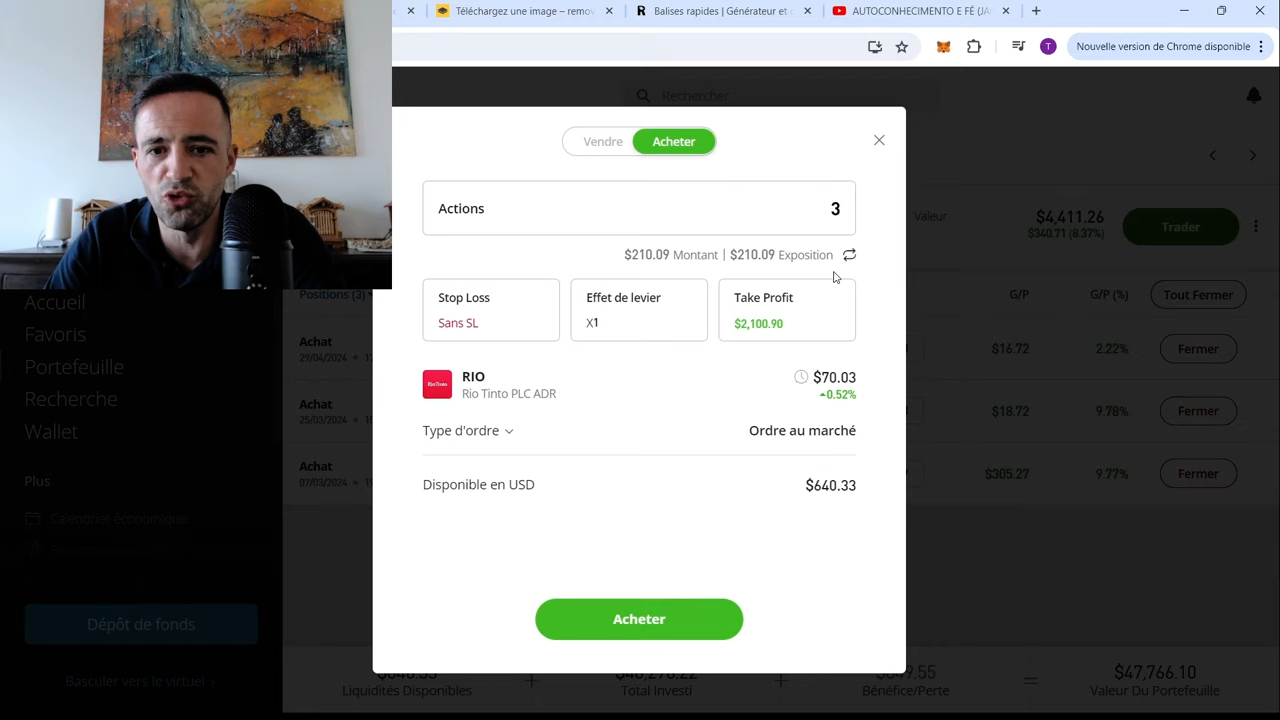 Téléchargez une image – remov
Balises rapides | Générateur et c
AUTOCONHECIMENTO E FÉ (JA
Nouvelle version de Chrome disponible
T
Rechercher
Vendre
Acheter
Actions
3
$210.09 Montant | $210.09 Exposition
Stop Loss
Sans SL
Effet de levier
X1
Take Profit
$2,100.90
RioTinto
RIO
Rio Tinto PLC ADR
$70.03
0.52%
Type d'ordre
Ordre au marché
Disponible en USD
$640.33
Acheter
Valeur
$4,411.26
$340.71 (8.37%)
Trader
Accueil
Favoris
Portefeuille
Recherche
Wallet
Plus
Calendrier économique
Dépôt de fonds
Basculer vers le virtuel
Positions (3)
G/P
G/P (%)
Tout Fermer
Achat
29/04/2024
$16.72
2.22%
Fermer
Achat
25/03/2024
$18.72
9.78%
Fermer
Achat
07/03/2024
$305.27
9.77%
Fermer
Liquidités Disponibles
+
Total Investi
+
Bénéfice/Perte
=
$47,766.10
Valeur Du Portefeuille